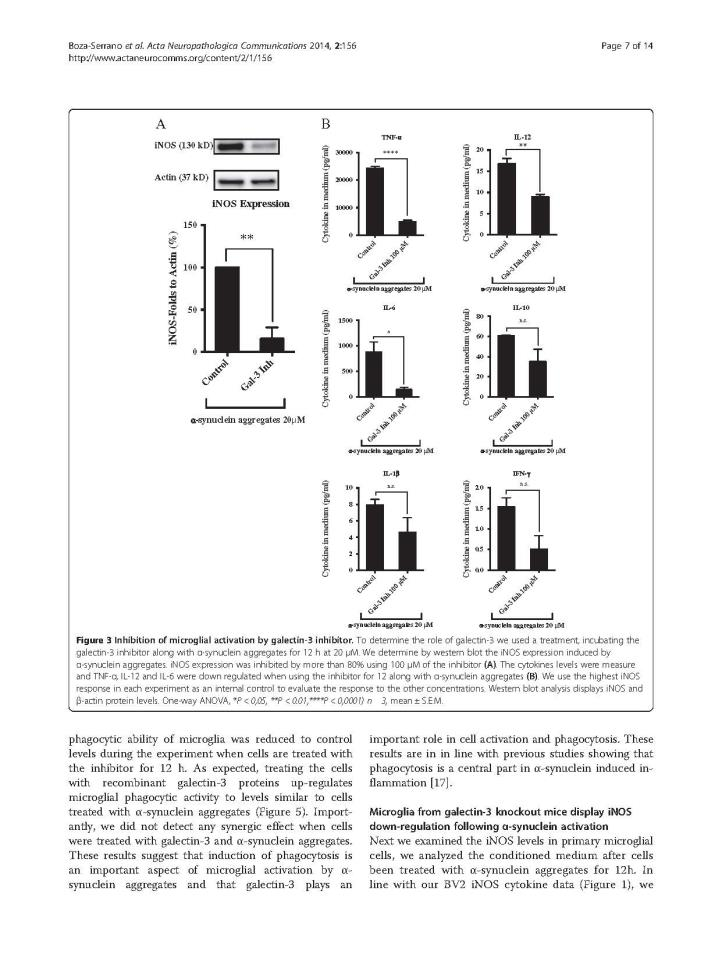 Boza-Serrano et al. Acta Neuropathologica Communications 2014, 2:156
Page 7 of 14
http://www.actaneurocomms.org/content/2/1/156
A
iNOS (130 kD)
Actin (37 kD)
iNOS Expression
iNOS-Folds to Actin (%)
150
100
50
0
**
Control
Gal-3 Inh
α-synuclein aggregates 20μM
B
TNF-α
Cytokine in medium (pg/ml)
30000
20000
10000
0
****
Control
Gal-3 Inh 100 μM
α-synuclein aggregates 20 μM
IL-12
Cytokine in medium (pg/ml)
20
15
10
5
0
**
Control
Gal-3 Inh 100 μM
α-synuclein aggregates 20 μM
IL-6
Cytokine in medium (pg/ml)
1500
1000
500
0
*
Control
Gal-3 Inh 100 μM
α-synuclein aggregates 20 μM
IL-10
Cytokine in medium (pg/ml)
80
60
40
20
0
n.s.
Control
Gal-3 Inh 100 μM
α-synuclein aggregates 20 μM
IL-1β
Cytokine in medium (pg/ml)
10
8
6
4
2
0
n.s.
Control
Gal-3 Inh 100 μM
α-synuclein aggregates 20 μM
IFN-γ
Cytokine in medium (pg/ml)
2.0
1.5
1.0
0.5
0.0
n.s.
Control
Gal-3 Inh 100 μM
α-synuclein aggregates 20 μM
Figure 3 Inhibition of microglial activation by galectin-3 inhibitor. To determine the role of galectin-3 we used a treatment, incubating the
galectin-3 inhibitor along with α-synuclein aggregates for 12 h at 20 μM. We determine by western blot the iNOS expression induced by
α-synuclein aggregates. iNOS expression was inhibited by more than 80% using 100 μM of the inhibitor (A). The cytokines levels were measure
and TNF-α, IL-12 and IL-6 were down regulated when using the inhibitor for 12 along with α-synuclein aggregates (B). We use the highest iNOS
response in each experiment as an internal control to evaluate the response to the other concentrations. Western blot analysis displays iNOS and
β-actin protein levels. One-way ANOVA, *P < 0,05, **P < 0.01,****P < 0,0001) n 3, mean ± S.E.M.
phagocytic ability of microglia was reduced to control
levels during the experiment when cells are treated with
the inhibitor for 12 h. As expected, treating the cells
with recombinant galectin-3 proteins up-regulates
microglial phagocytic activity to levels similar to cells
treated with α-synuclein aggregates (Figure 5). Import-
antly, we did not detect any synergic effect when cells
were treated with galectin-3 and α-synuclein aggregates.
These results suggest that induction of phagocytosis is
an important aspect of microglial activation by α-
synuclein aggregates and that galectin-3 plays an
important role in cell activation and phagocytosis. These
results are in in line with previous studies showing that
phagocytosis is a central part in α-synuclein induced in-
flammation [17].
Microglia from galectin-3 knockout mice display iNOS
down-regulation following α-synuclein activation
Next we examined the iNOS levels in primary microglial
cells, we analyzed the conditioned medium after cells
been treated with α-synuclein aggregates for 12h. In
line with our BV2 iNOS cytokine data (Figure 1), we